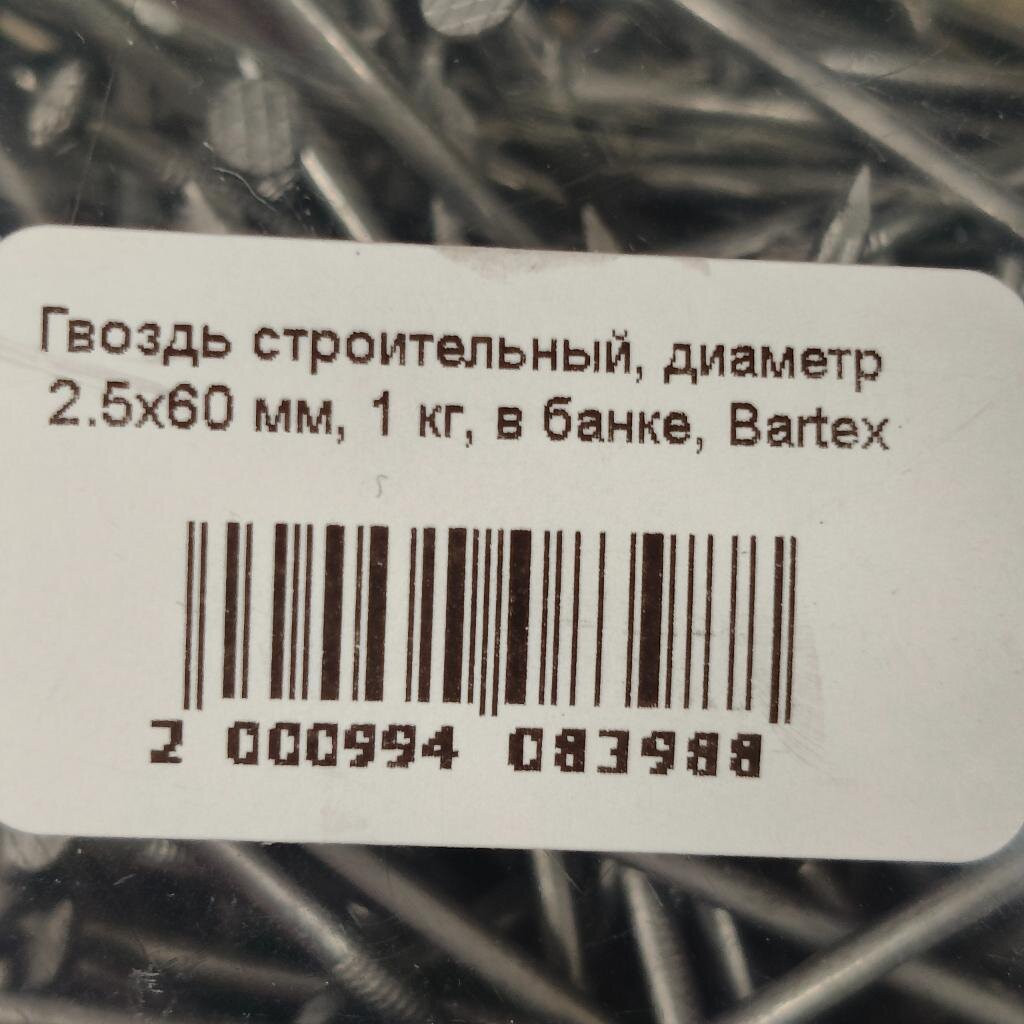 Гвоздь строительный, диаметр
2.5х60 мм, 1 кг, в банке, Bartex
2 000994 083988